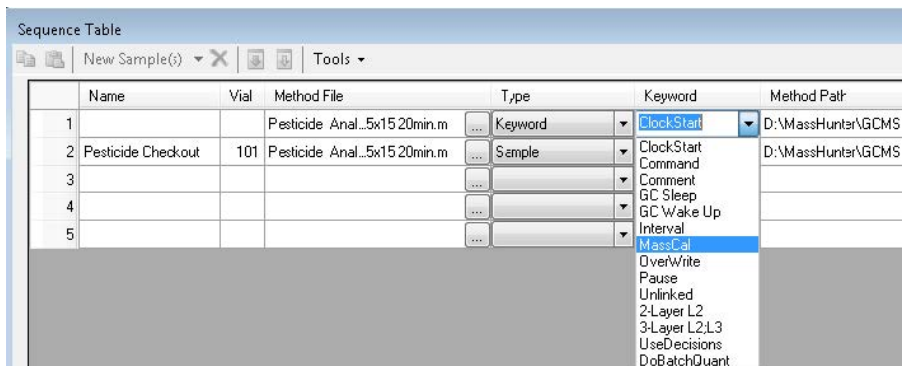 Sequence Table
New Sample(s) Tools
Name Vial Method File Type Keyword Method Path
1 Pesticide Anal...5x15 20min.m ... Keyword ClockStart D:\MassHunter\GCMS
2 Pesticide Checkout 101 Pesticide Anal...5x15 20min.m ... Sample D:\MassHunter\GCMS
3 ...
4 ...
5 ...
ClockStart
Command
Comment
GC Sleep
GC Wake Up
Interval
MassCal
OverWrite
Pause
Unlinked
2-Layer L2
3-Layer L2;L3
UseDecisions
DoBatchQuant